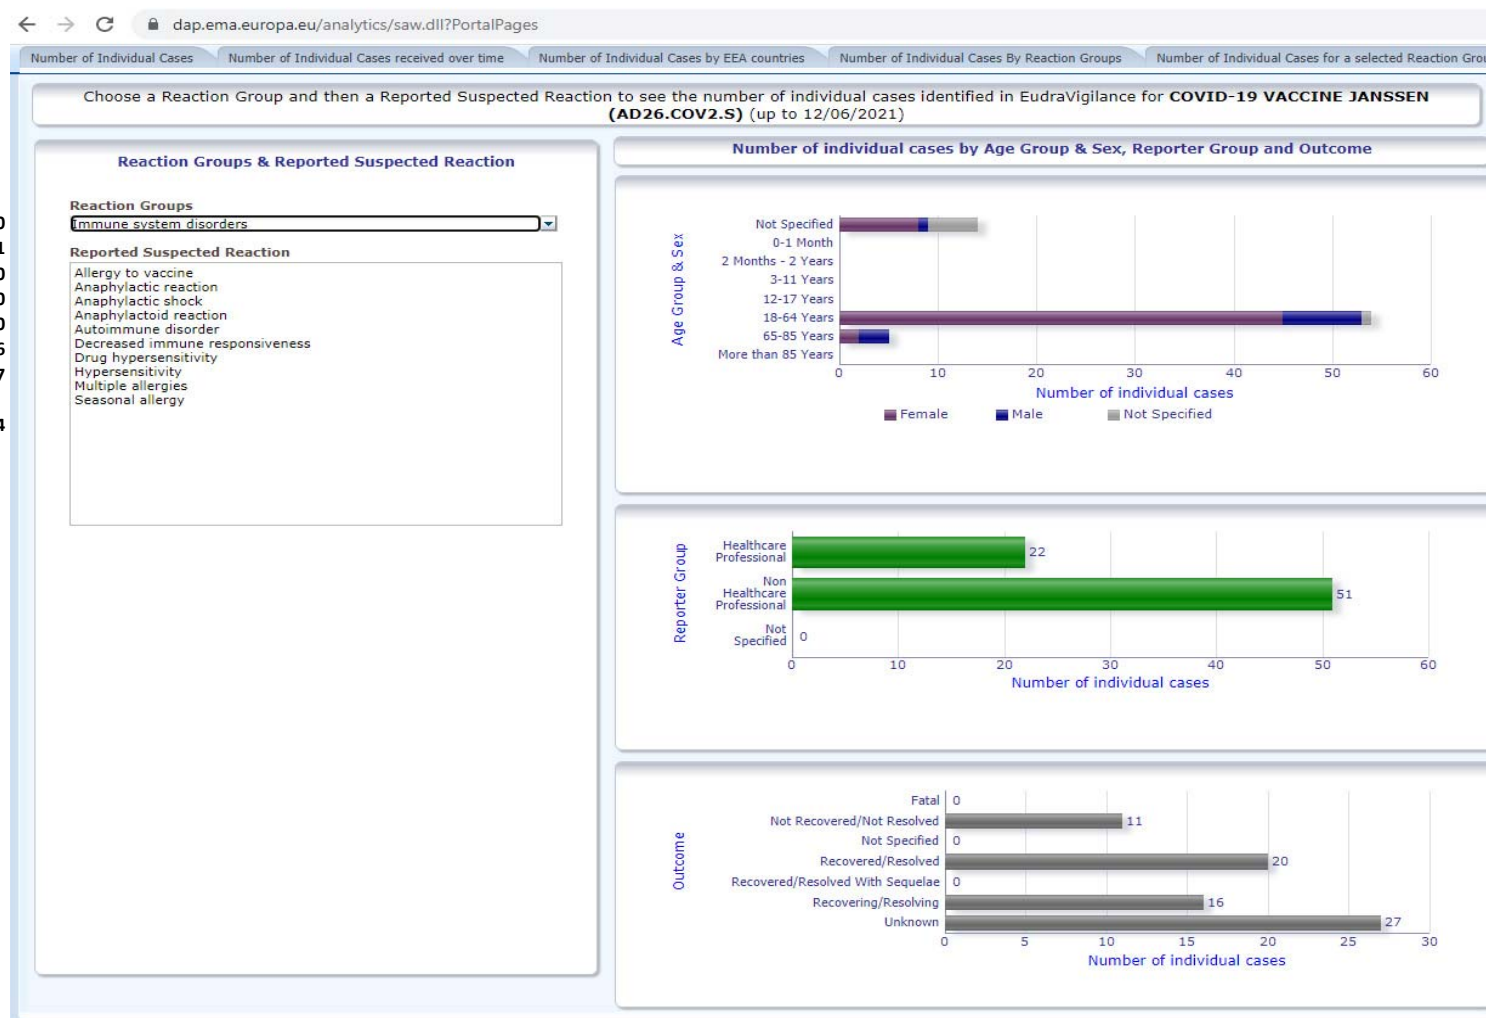 dap.ema.europa.eu/analytics/saw.dll?PortalPages
Number of Individual Cases
Number of Individual Cases received over time
Number of Individual Cases by EEA countries
Number of Individual Cases By Reaction Groups
Number of Individual Cases for a selected Reaction Grou
Choose a Reaction Group and then a Reported Suspected Reaction to see the number of individual cases identified in EudraVigilance for COVID-19 VACCINE JANSSEN
(AD26.COV2.S) (up to 12/06/2021)
Reaction Groups & Reported Suspected Reaction
Reaction Groups
Immune system disorders
Reported Suspected Reaction
Allergy to vaccine
Anaphylactic reaction
Anaphylactic shock
Anaphylactoid reaction
Autoimmune disorder
Decreased immune responsiveness
Drug hypersensitivity
Hypersensitivity
Multiple allergies
Seasonal allergy
Number of individual cases by Age Group & Sex, Reporter Group and Outcome
Age Group & Sex
Not Specified
0-1 Month
2 Months - 2 Years
3-11 Years
12-17 Years
18-64 Years
65-85 Years
More than 85 Years
0 10 20 30 40 50 60
Number of individual cases
Female Male Not Specified
Reporter Group
Healthcare
Professional
22
Non
Healthcare
Professional
51
Not
Specified
0
0 10 20 30 40 50 60
Number of individual cases
Outcome
Fatal 0
Not Recovered/Not Resolved 11
Not Specified 0
Recovered/Resolved 20
Recovered/Resolved With Sequelae 0
Recovering/Resolving 16
Unknown 27
0 5 10 15 20 25 30
Number of individual cases